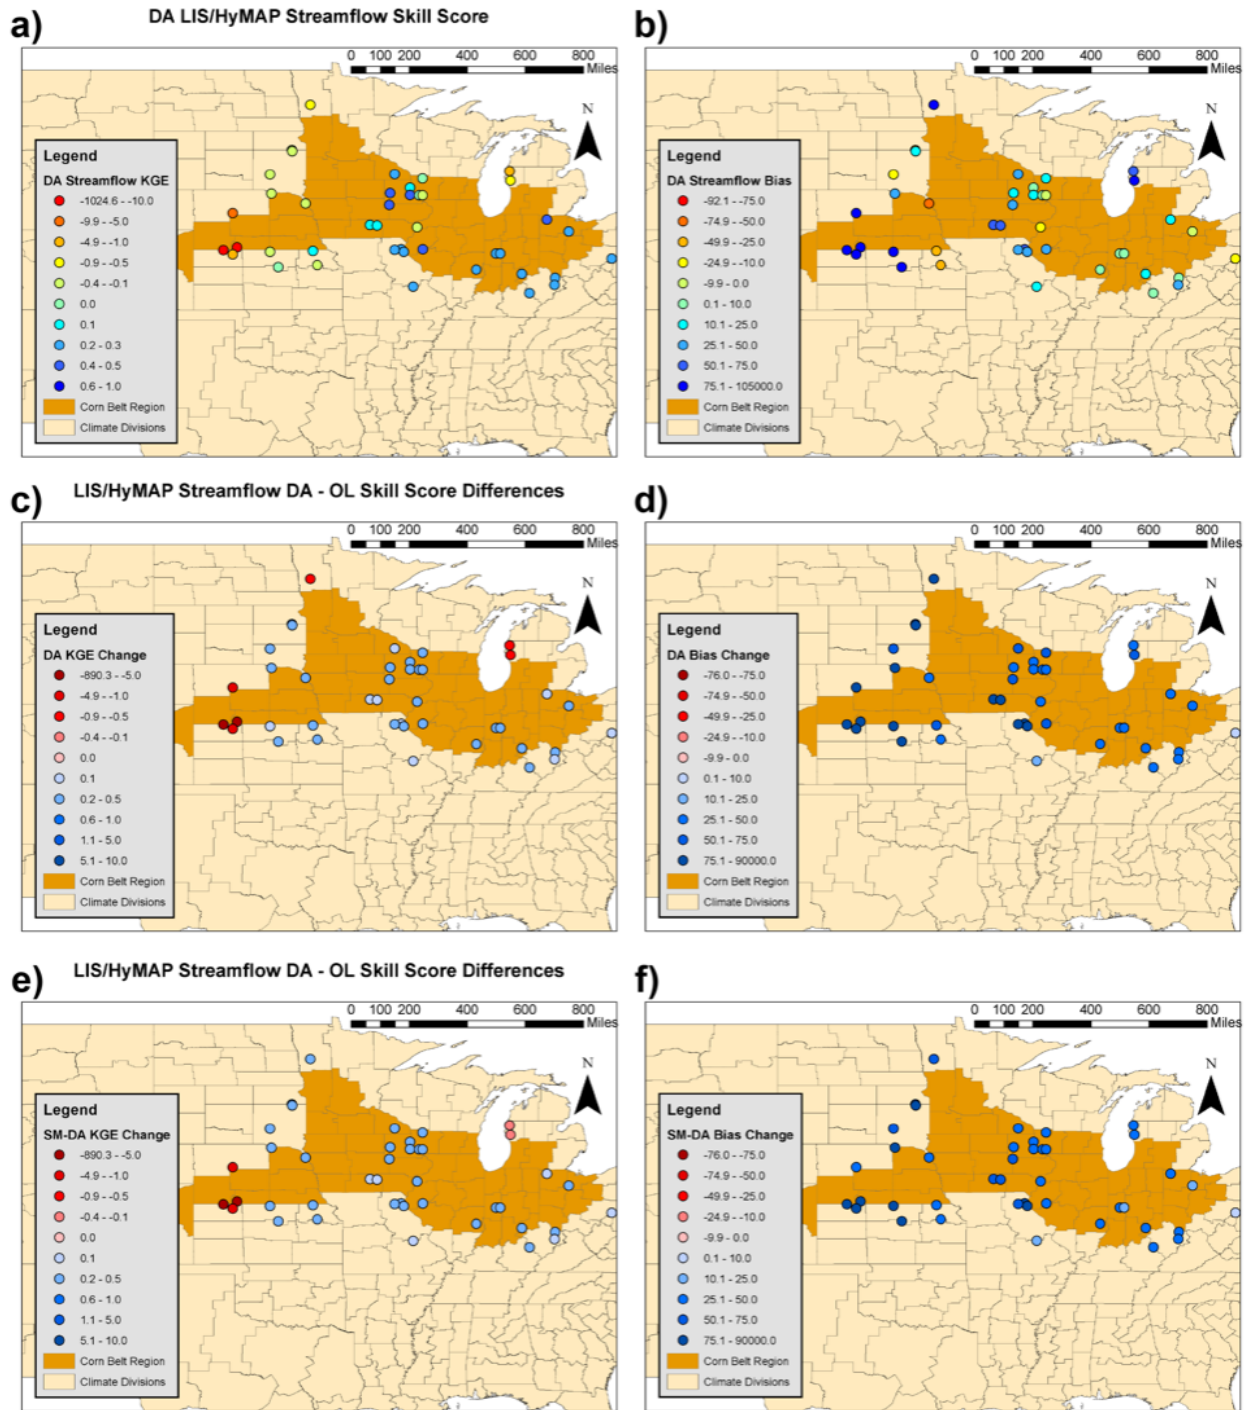 a)
DA LIS/HyMAP Streamflow Skill Score
0 100 200 400 600 800
Miles
N
Legend
DA Streamflow KGE
-1024.6 - -10.0
-9.9 - -5.0
-4.9 - -1.0
-0.9 - -0.5
-0.4 - -0.1
0.0
0.1
0.2 - 0.3
0.4 - 0.5
0.6 - 1.0
Corn Belt Region
Climate Divisions
b)
0 100 200 400 600 800
Miles
N
Legend
DA Streamflow Bias
-92.1 - -75.0
-74.9 - -50.0
-49.9 - -25.0
-24.9 - -10.0
-9.9 - 0.0
0.1 - 10.0
10.1 - 25.0
25.1 - 50.0
50.1 - 75.0
75.1 - 105000.0
Corn Belt Region
Climate Divisions
c)
LIS/HyMAP Streamflow DA - OL Skill Score Differences
0 100 200 400 600 800
Miles
N
Legend
DA KGE Change
-890.3 - -5.0
-4.9 - -1.0
-0.9 - -0.5
-0.4 - -0.1
0.0
0.1
0.2 - 0.5
0.6 - 1.0
1.1 - 5.0
5.1 - 10.0
Corn Belt Region
Climate Divisions
d)
0 100 200 400 600 800
Miles
N
Legend
DA Bias Change
-76.0 - -75.0
-74.9 - -50.0
-49.9 - -25.0
-24.9 - -10.0
-9.9 - 0.0
0.1 - 10.0
10.1 - 25.0
25.1 - 50.0
50.1 - 75.0
75.1 - 90000.0
Corn Belt Region
Climate Divisions
e)
LIS/HyMAP Streamflow DA - OL Skill Score Differences
0 100 200 400 600 800
Miles
N
Legend
SM-DA KGE Change
-890.3 - -5.0
-4.9 - -1.0
-0.9 - -0.5
-0.4 - -0.1
0.0
0.1
0.2 - 0.5
0.6 - 1.0
1.1 - 5.0
5.1 - 10.0
Corn Belt Region
Climate Divisions
f)
0 100 200 400 600 800
Miles
N
Legend
SM-DA Bias Change
-76.0 - -75.0
-74.9 - -50.0
-49.9 - -25.0
-24.9 - -10.0
-9.9 - 0.0
0.1 - 10.0
10.1 - 25.0
25.1 - 50.0
50.1 - 75.0
75.1 - 90000.0
Corn Belt Region
Climate Divisions